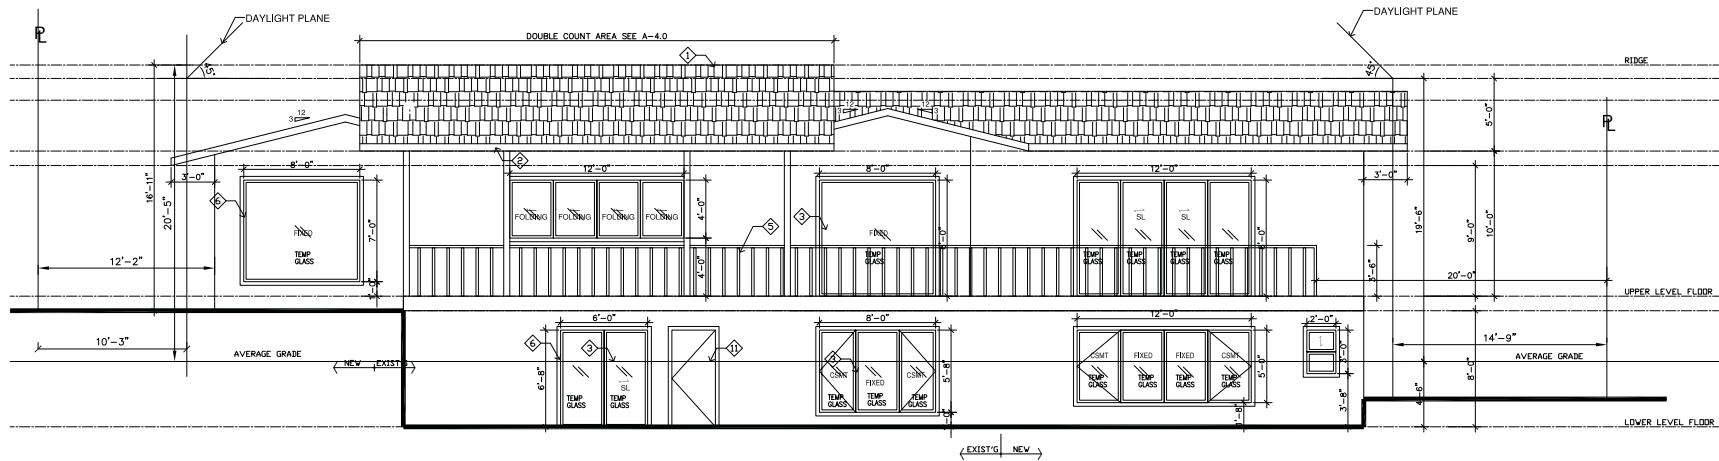 DAYLIGHT PLANE
DAYLIGHT PLANE
PL
DOUBLE COUNT AREA SEE A-4.0
1
RIDGE
45°
45°
12
3
12
3
12
3
PL
5'-0"
2
8'-0"
12'-0"
8'-0"
12'-0"
3'-0"
3'-0"
16'-11"
20'-5"
6
FIXED
TEMP
GLASS
7'-0"
FOLDING
FOLDING
FOLDING
FOLDING
4'-0"
5
3
FIXED
TEMP
GLASS
SL
SL
TEMP
GLASS
TEMP
GLASS
TEMP
GLASS
TEMP
GLASS
4'-0"
3'-6"
19'-6"
9'-0"
10'-0"
12'-2"
20'-0"
UPPER LEVEL FLOOR
6'-0"
8'-0"
12'-0"
2'-0"
10'-3"
AVERAGE GRADE
NEW
EXIST'G
6
3
11
3
14'-9"
AVERAGE GRADE
6'-8"
SL
TEMP
GLASS
TEMP
GLASS
CSMT
FIXED
CSMT
TEMP
GLASS
TEMP
GLASS
TEMP
GLASS
5'-8"
CSMT
FIXED
FIXED
CSMT
TEMP
GLASS
TEMP
GLASS
TEMP
GLASS
TEMP
GLASS
5'-0"
3'-0"
3'-8"
4'-6"
8'-0"
LOWER LEVEL FLOOR
EXIST'G
NEW